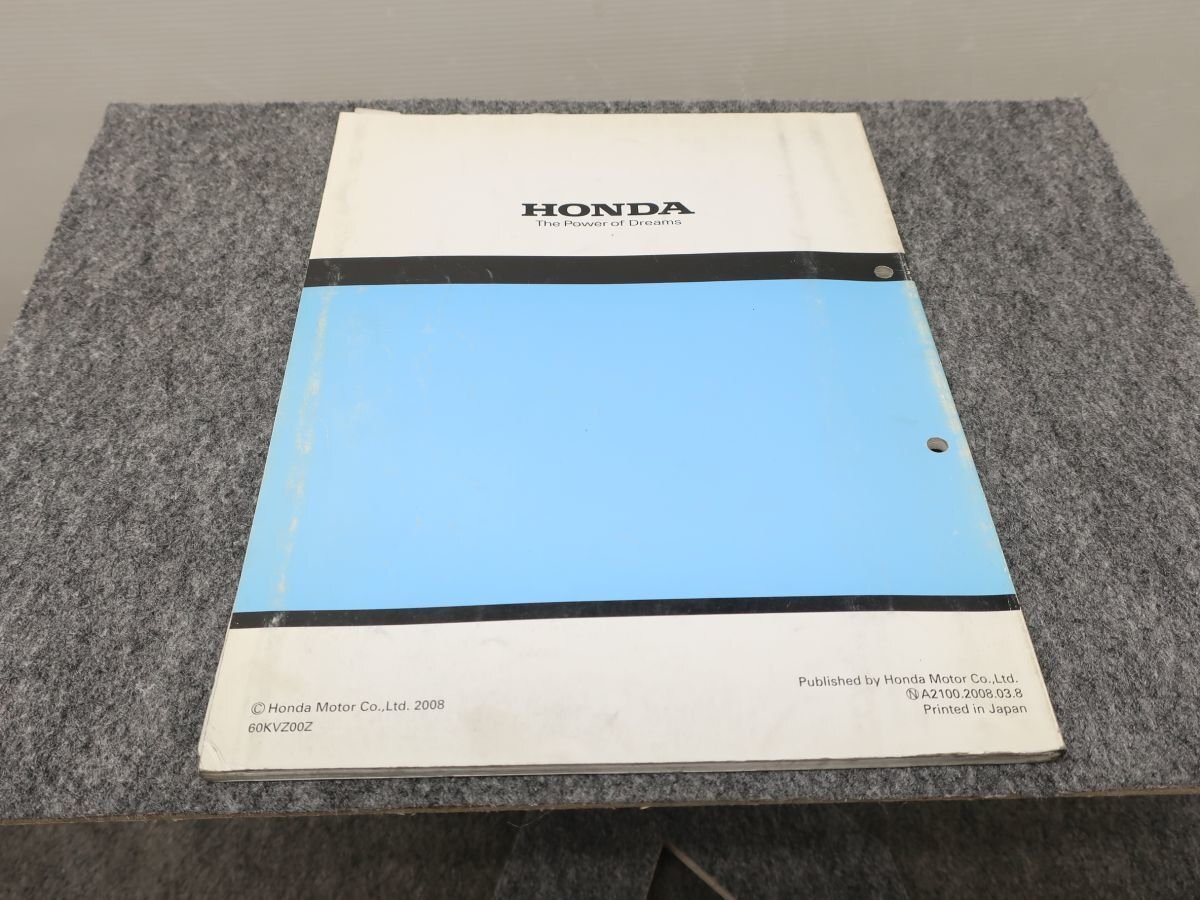 HONDA
The Power of Dreams
© Honda Motor Co.,Ltd. 2008
60KVZ00Z
Published by Honda Motor Co.,Ltd.
Ⓝ A2100.2008.03.8
Printed in Japan